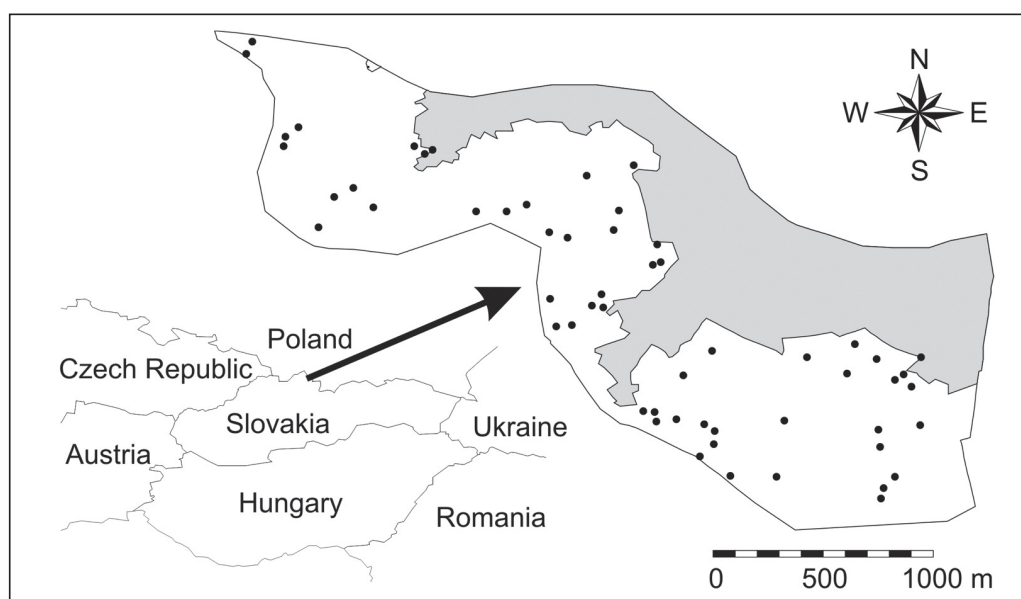 N
W E
S
Poland
Czech Republic
Slovakia
Ukraine
Austria
Hungary
Romania
0 500 1000 m